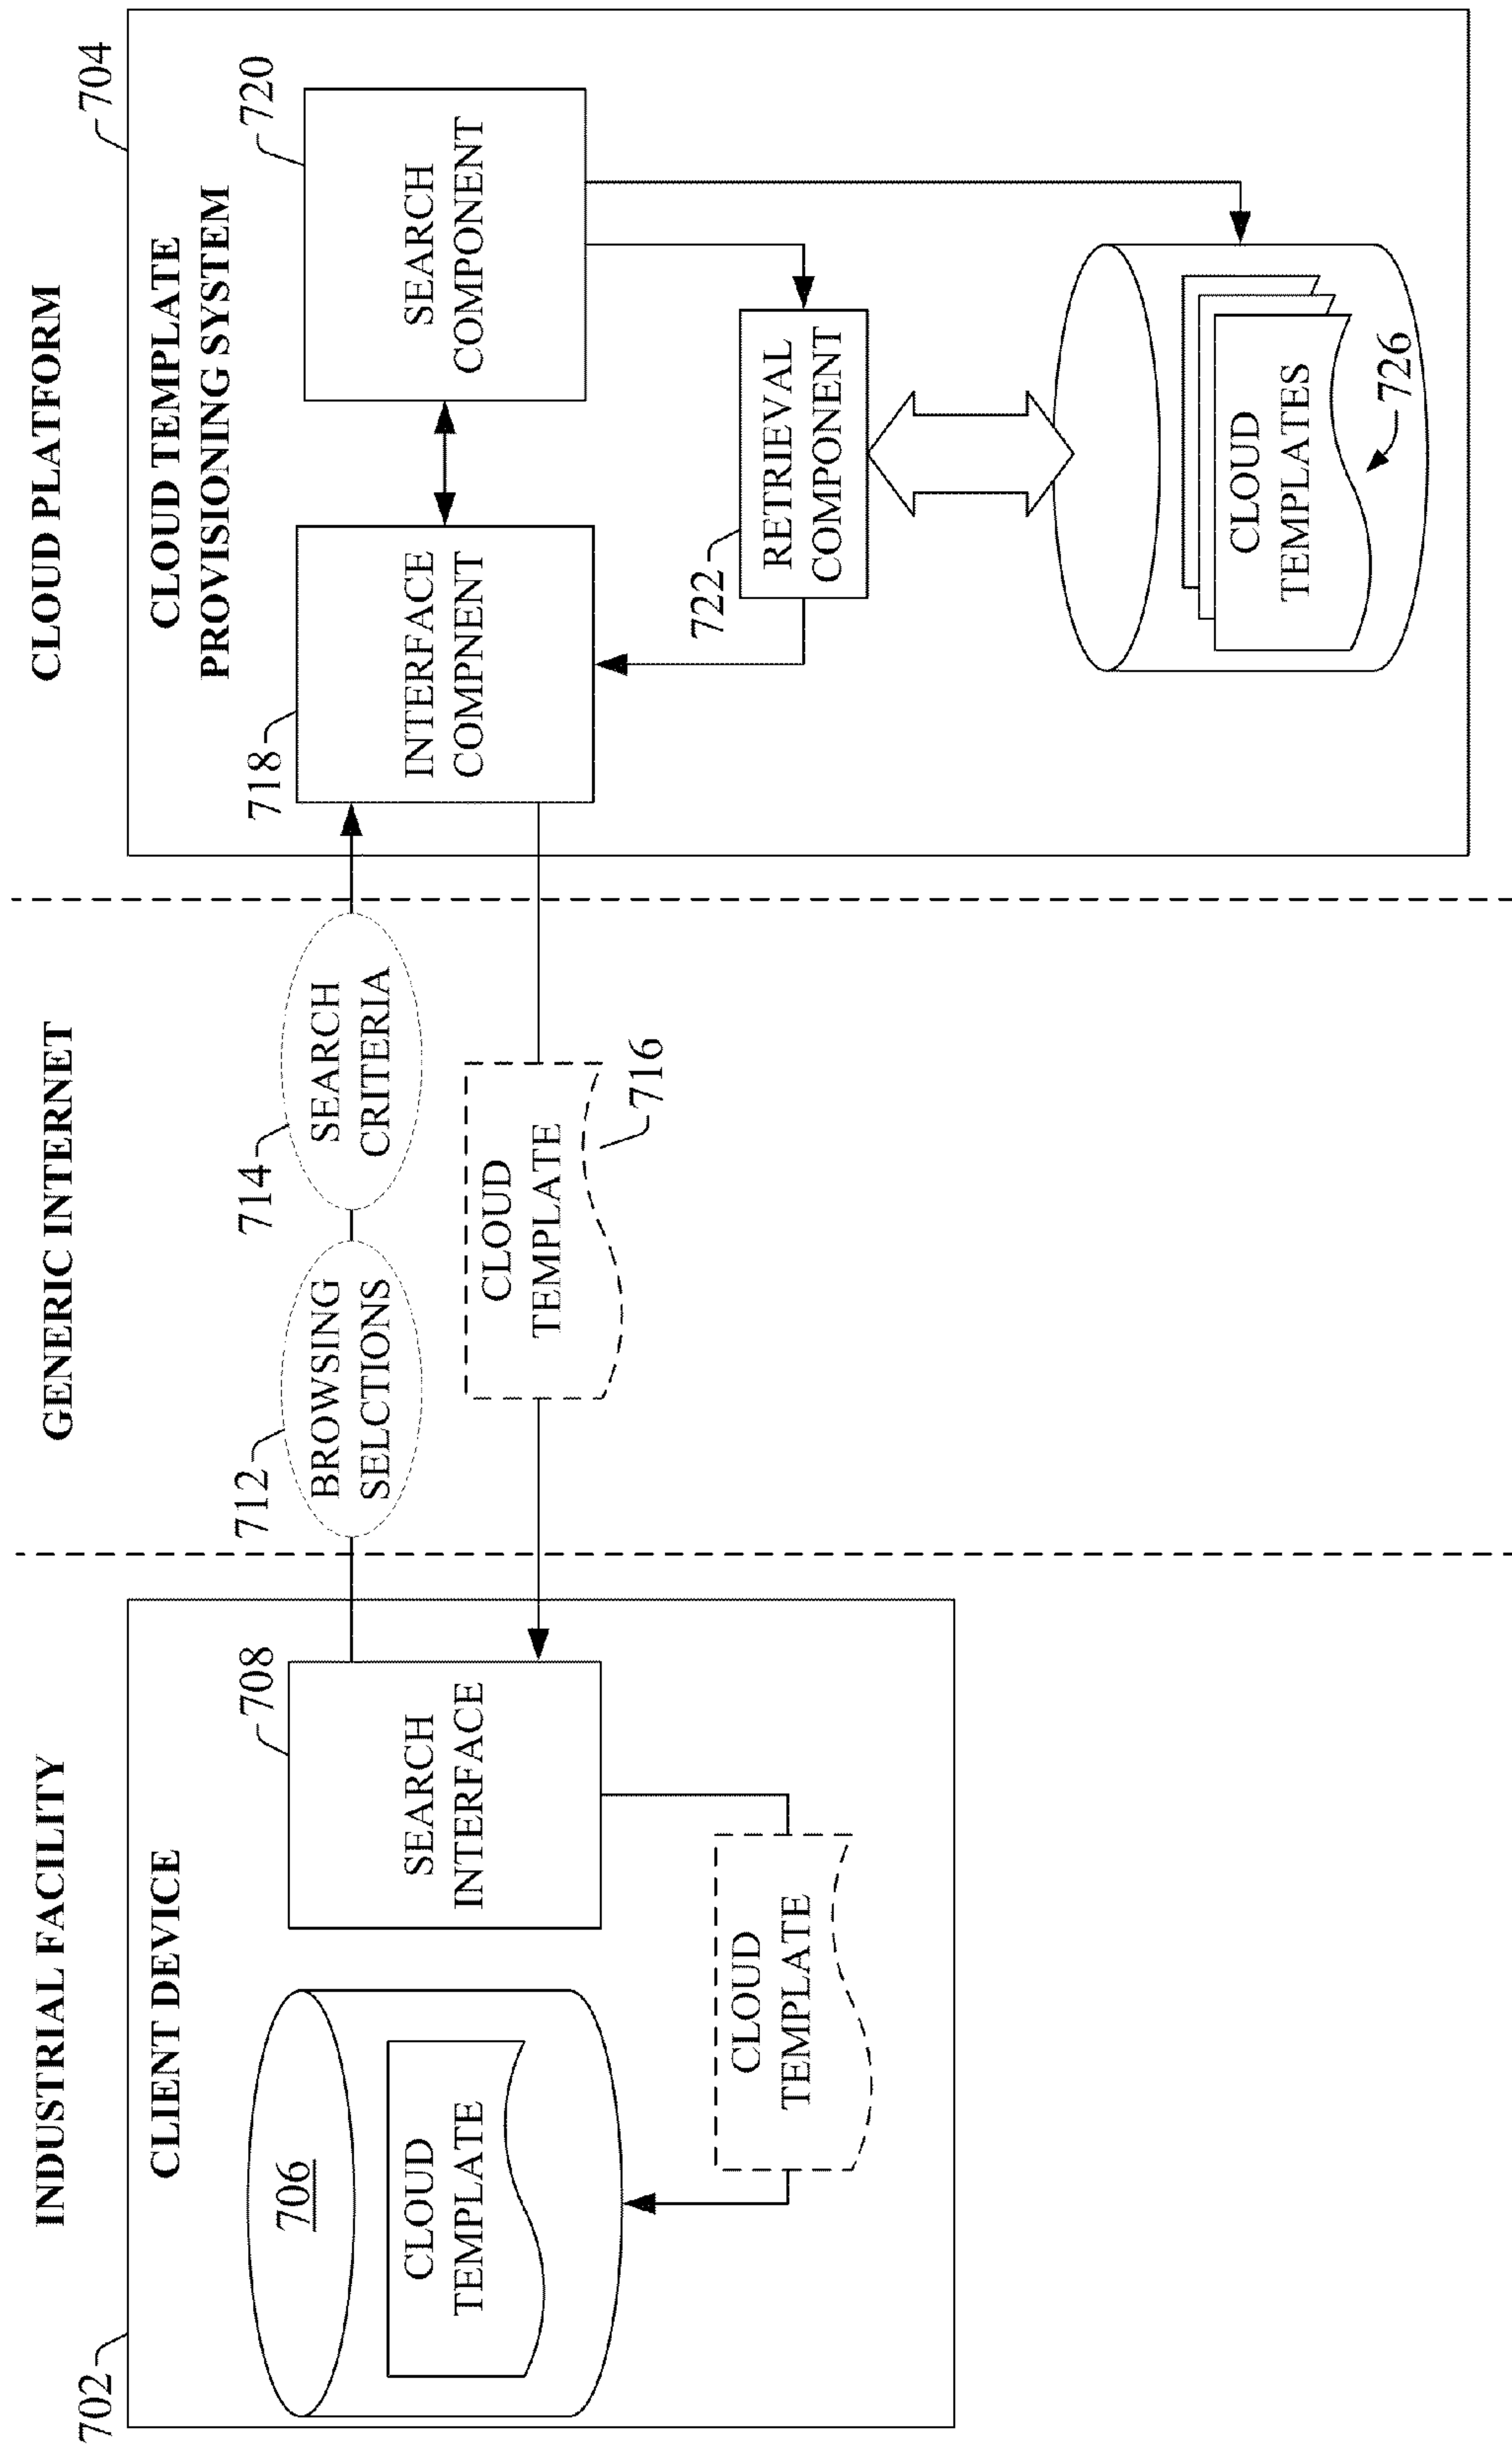 INDUSTRIAL FACILITY
702
CLIENT DEVICE
706
CLOUD
TEMPLATE
708
SEARCH
INTERFACE
CLOUD
TEMPLATE
GENERIC INTERNET
712
BROWSING
SELCTIONS
714
SEARCH
CRITERIA
CLOUD
TEMPLATE
716
CLOUD PLATFORM
704
CLOUD TEMPLATE
PROVISIONING SYSTEM
718
INTERFACE
COMPNENT
720
SEARCH
COMPONENT
722
RETRIEVAL
COMPONENT
CLOUD
TEMPLATES
726